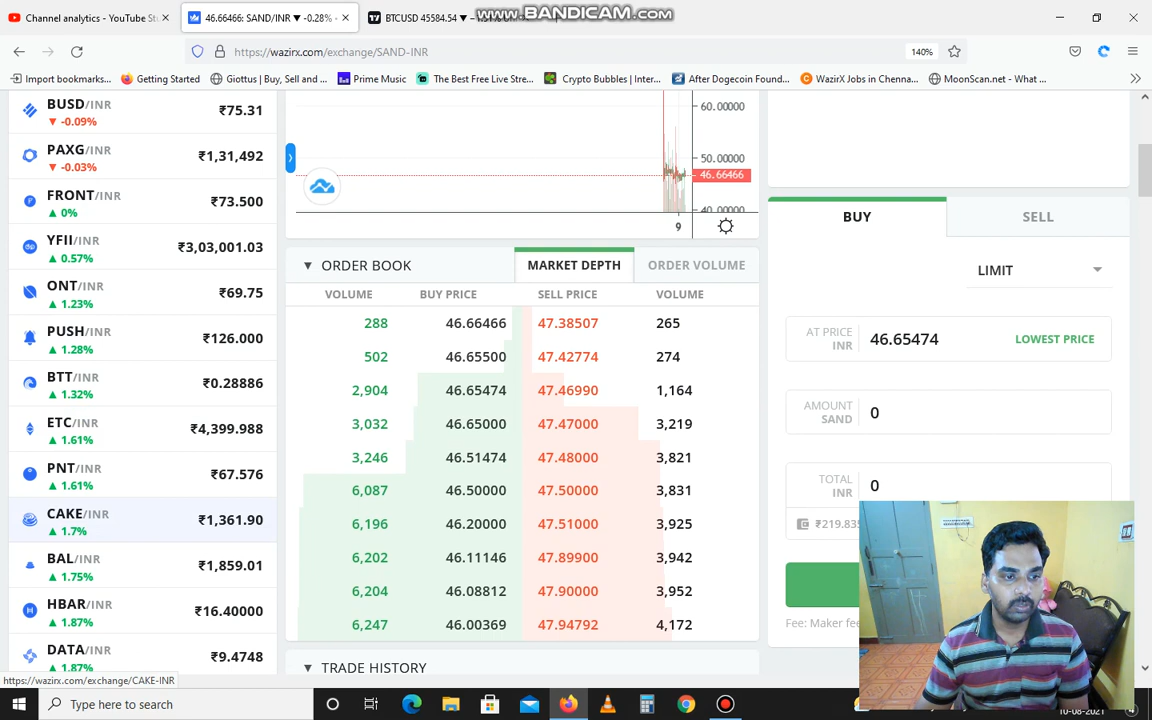 Channel analytics - YouTube St
46.66466: SAND/INR ▼ -0.28% -
BTCUSD 45584.54 ▼
WWW.BANDICAM.COM
https://wazirx.com/exchange/SAND-INR
140%
Import bookmarks...
Getting Started
Giottus | Buy, Sell and ...
Prime Music
The Best Free Live Stre...
Crypto Bubbles | Inter...
After Dogecoin Found...
WazirX Jobs in Chenna...
MoonScan.net - What ...
BUSD/INR ₹75.31
▼ -0.09%
PAXG/INR ₹1,31,492
▼ -0.03%
FRONT/INR ₹73.500
▲ 0%
YFII/INR ₹3,03,001.03
▲ 0.57%
ONT/INR ₹69.75
▲ 1.23%
PUSH/INR ₹126.000
▲ 1.28%
BTT/INR ₹0.28886
▲ 1.32%
ETC/INR ₹4,399.988
▲ 1.61%
PNT/INR ₹67.576
▲ 1.61%
CAKE/INR ₹1,361.90
▲ 1.7%
BAL/INR ₹1,859.01
▲ 1.75%
HBAR/INR ₹16.40000
▲ 1.87%
DATA/INR ₹9.4748
▲ 1.87%
https://wazirx.com/exchange/CAKE-INR
60.00000
50.00000
46.66466
40.00000
9
▼ ORDER BOOK MARKET DEPTH ORDER VOLUME
VOLUME BUY PRICE SELL PRICE VOLUME
288 46.66466 47.38507 265
502 46.65500 47.42774 274
2,904 46.65474 47.46990 1,164
3,032 46.65000 47.47000 3,219
3,246 46.51474 47.48000 3,821
6,087 46.50000 47.50000 3,831
6,196 46.20000 47.51000 3,925
6,202 46.11146 47.89900 3,942
6,204 46.08812 47.90000 3,952
6,247 46.00369 47.94792 4,172
▼ TRADE HISTORY
BUY SELL
LIMIT
AT PRICE INR 46.65474 LOWEST PRICE
AMOUNT SAND 0
TOTAL INR 0
₹219.835
Fee: Maker fee
Type here to search
10-08-2021